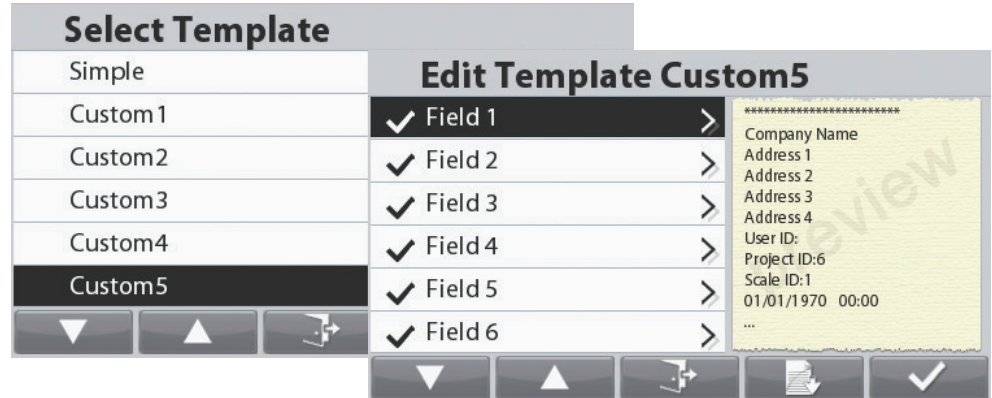 Select Template
Simple
Custom1
Custom2
Custom3
Custom4
Custom5
Edit Template Custom5
Field 1
Field 2
Field 3
Field 4
Field 5
Field 6
************************
Company Name
Address 1
Address 2
Address 3
Address 4
User ID:
Project ID:6
Scale ID:1
01/01/1970 00:00
...
preview